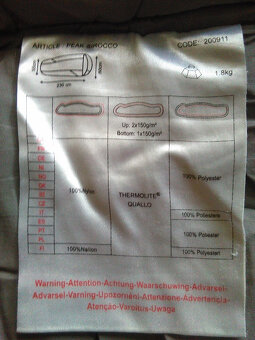 ARTICLE: PEAK SIROCCO
CODE: 200911
230 cm
1.8kg
Up: 2x150g/m²
Bottom: 1x150g/m²
100%Nylon
THERMOLITE®
QUALLO
100% Polyester
100% Poliestere
100% Polyester
100% Poliester
100%Nailon
Warning-Attention-Achtung-Waarschuwing-Advarsel-
Advarsel-Varning-Upozornění-Attenzione-Advertencia-
Atenção-Varoitus-Uwaga